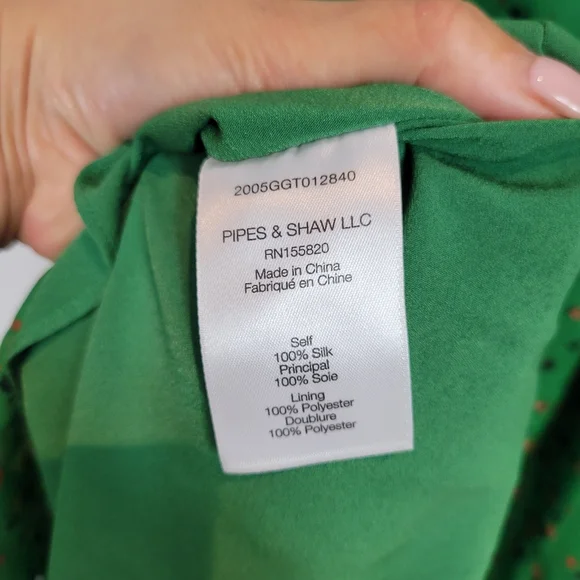 2005GGT012840
PIPES & SHAW LLC
RN155820
Made in China
Fabriqué en Chine
Self
100% Silk
Principal
100% Soie
Lining
100% Polyester
Doublure
100% Polyester